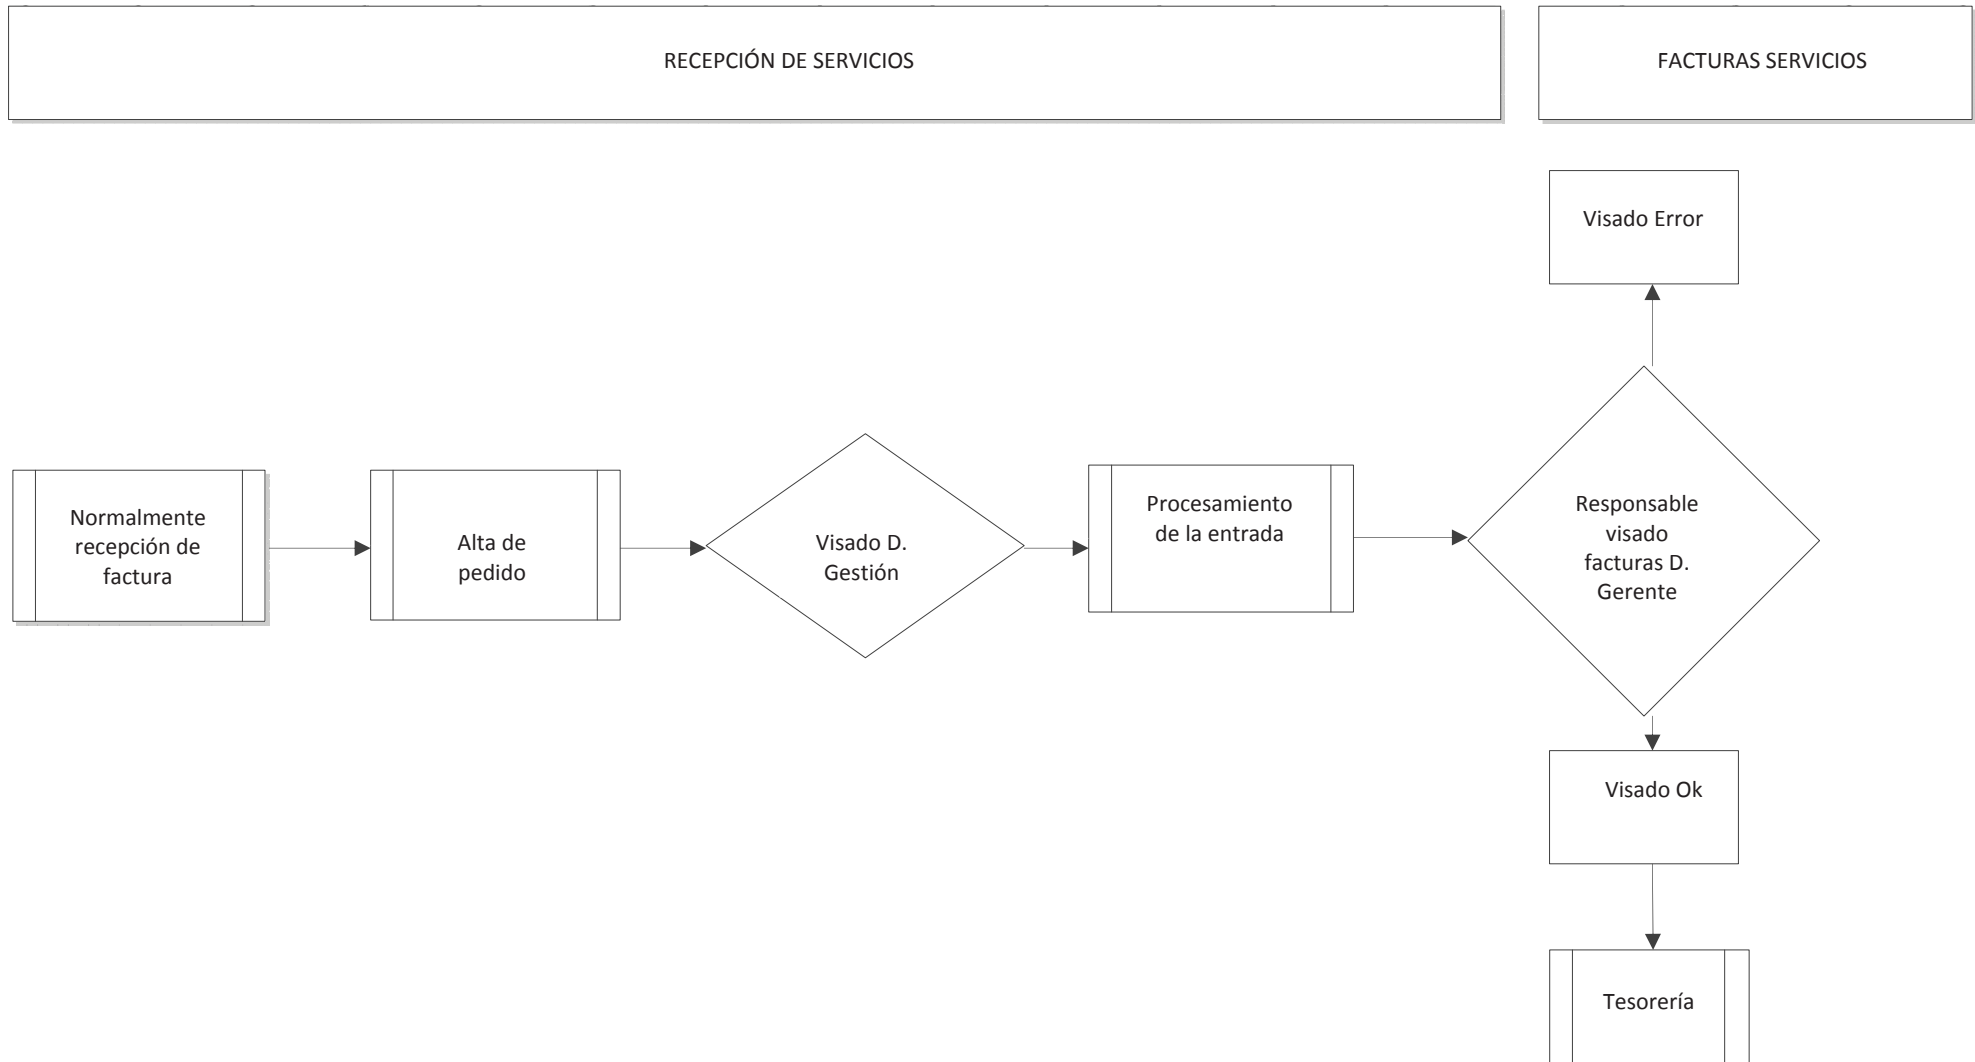 RECEPCIÓN DE SERVICIOS
FACTURAS SERVICIOS
Visado Error
Normalmente
recepción de
factura
Alta de
pedido
Visado D.
Gestión
Procesamiento
de la entrada
Responsable
visado
facturas D.
Gerente
Visado Ok
Tesorería